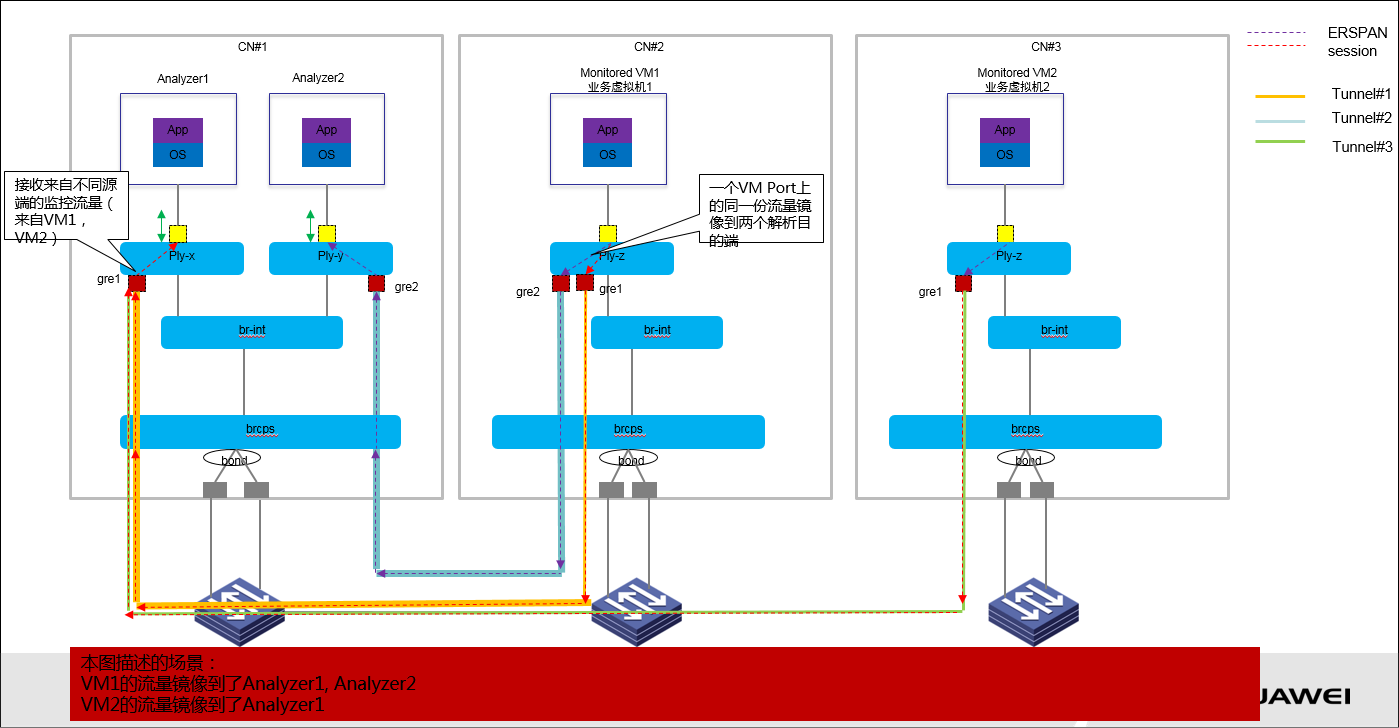 CN#1
CN#2
CN#3
ERSPAN
session
Tunnel#1
Tunnel#2
Tunnel#3
Analyzer1
Analyzer2
Monitored VM1
业务虚拟机1
Monitored VM2
业务虚拟机2
App
OS
App
OS
App
OS
App
OS
接收来自不同源
端的监控流量（
来自VM1，
VM2）
一个VM Port上
的同一份流量镜
像到两个解析目
的端
Ply-x
Ply-y
Ply-z
Ply-z
gre1
gre2
gre2
gre1
gre1
br-int
br-int
br-int
brcps
brcps
brcps
bond
bond
bond
本图描述的场景：
VM1的流量镜像到了Analyzer1, Analyzer2
VM2的流量镜像到了Analyzer1